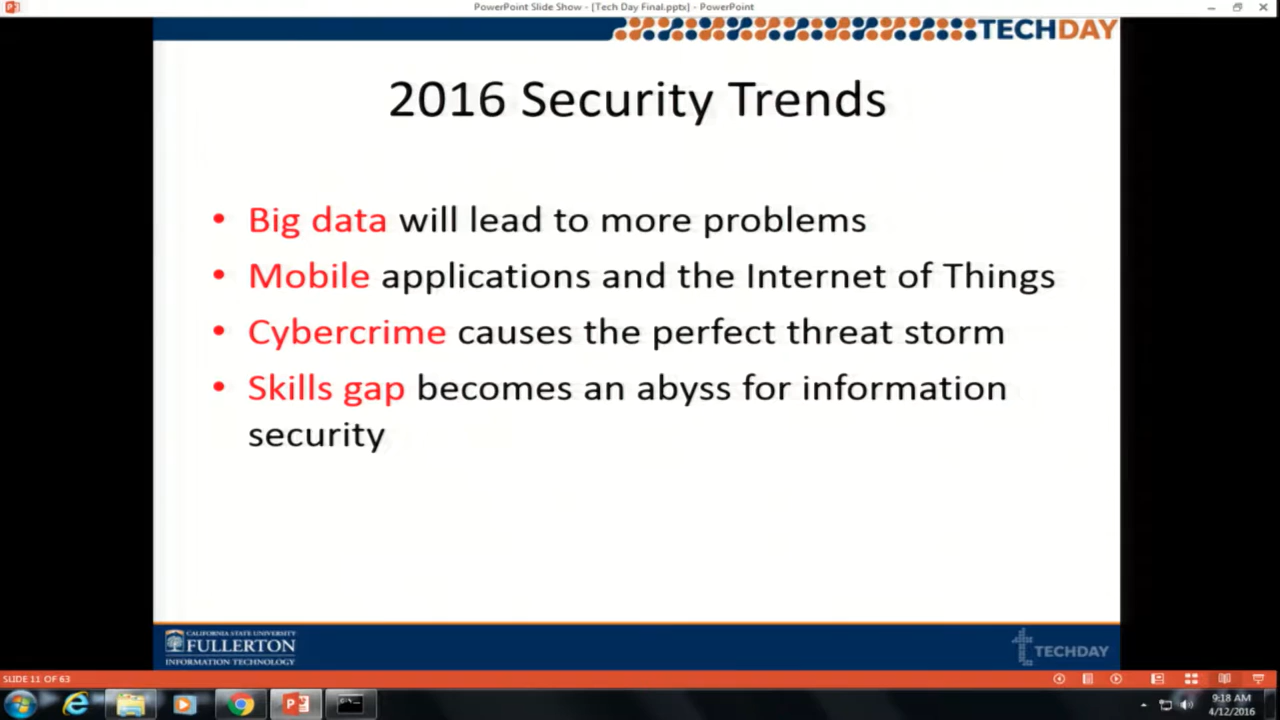 PowerPoint Slide Show - [Tech Day Final.pptx] - PowerPoint
TECHDAY
2016 Security Trends
• Big data will lead to more problems
• Mobile applications and the Internet of Things
• Cybercrime causes the perfect threat storm
• Skills gap becomes an abyss for information
security
CALIFORNIA STATE UNIVERSITY
FULLERTON
INFORMATION TECHNOLOGY
TECHDAY
SLIDE 11 OF 63
9:18 AM
4/12/2016